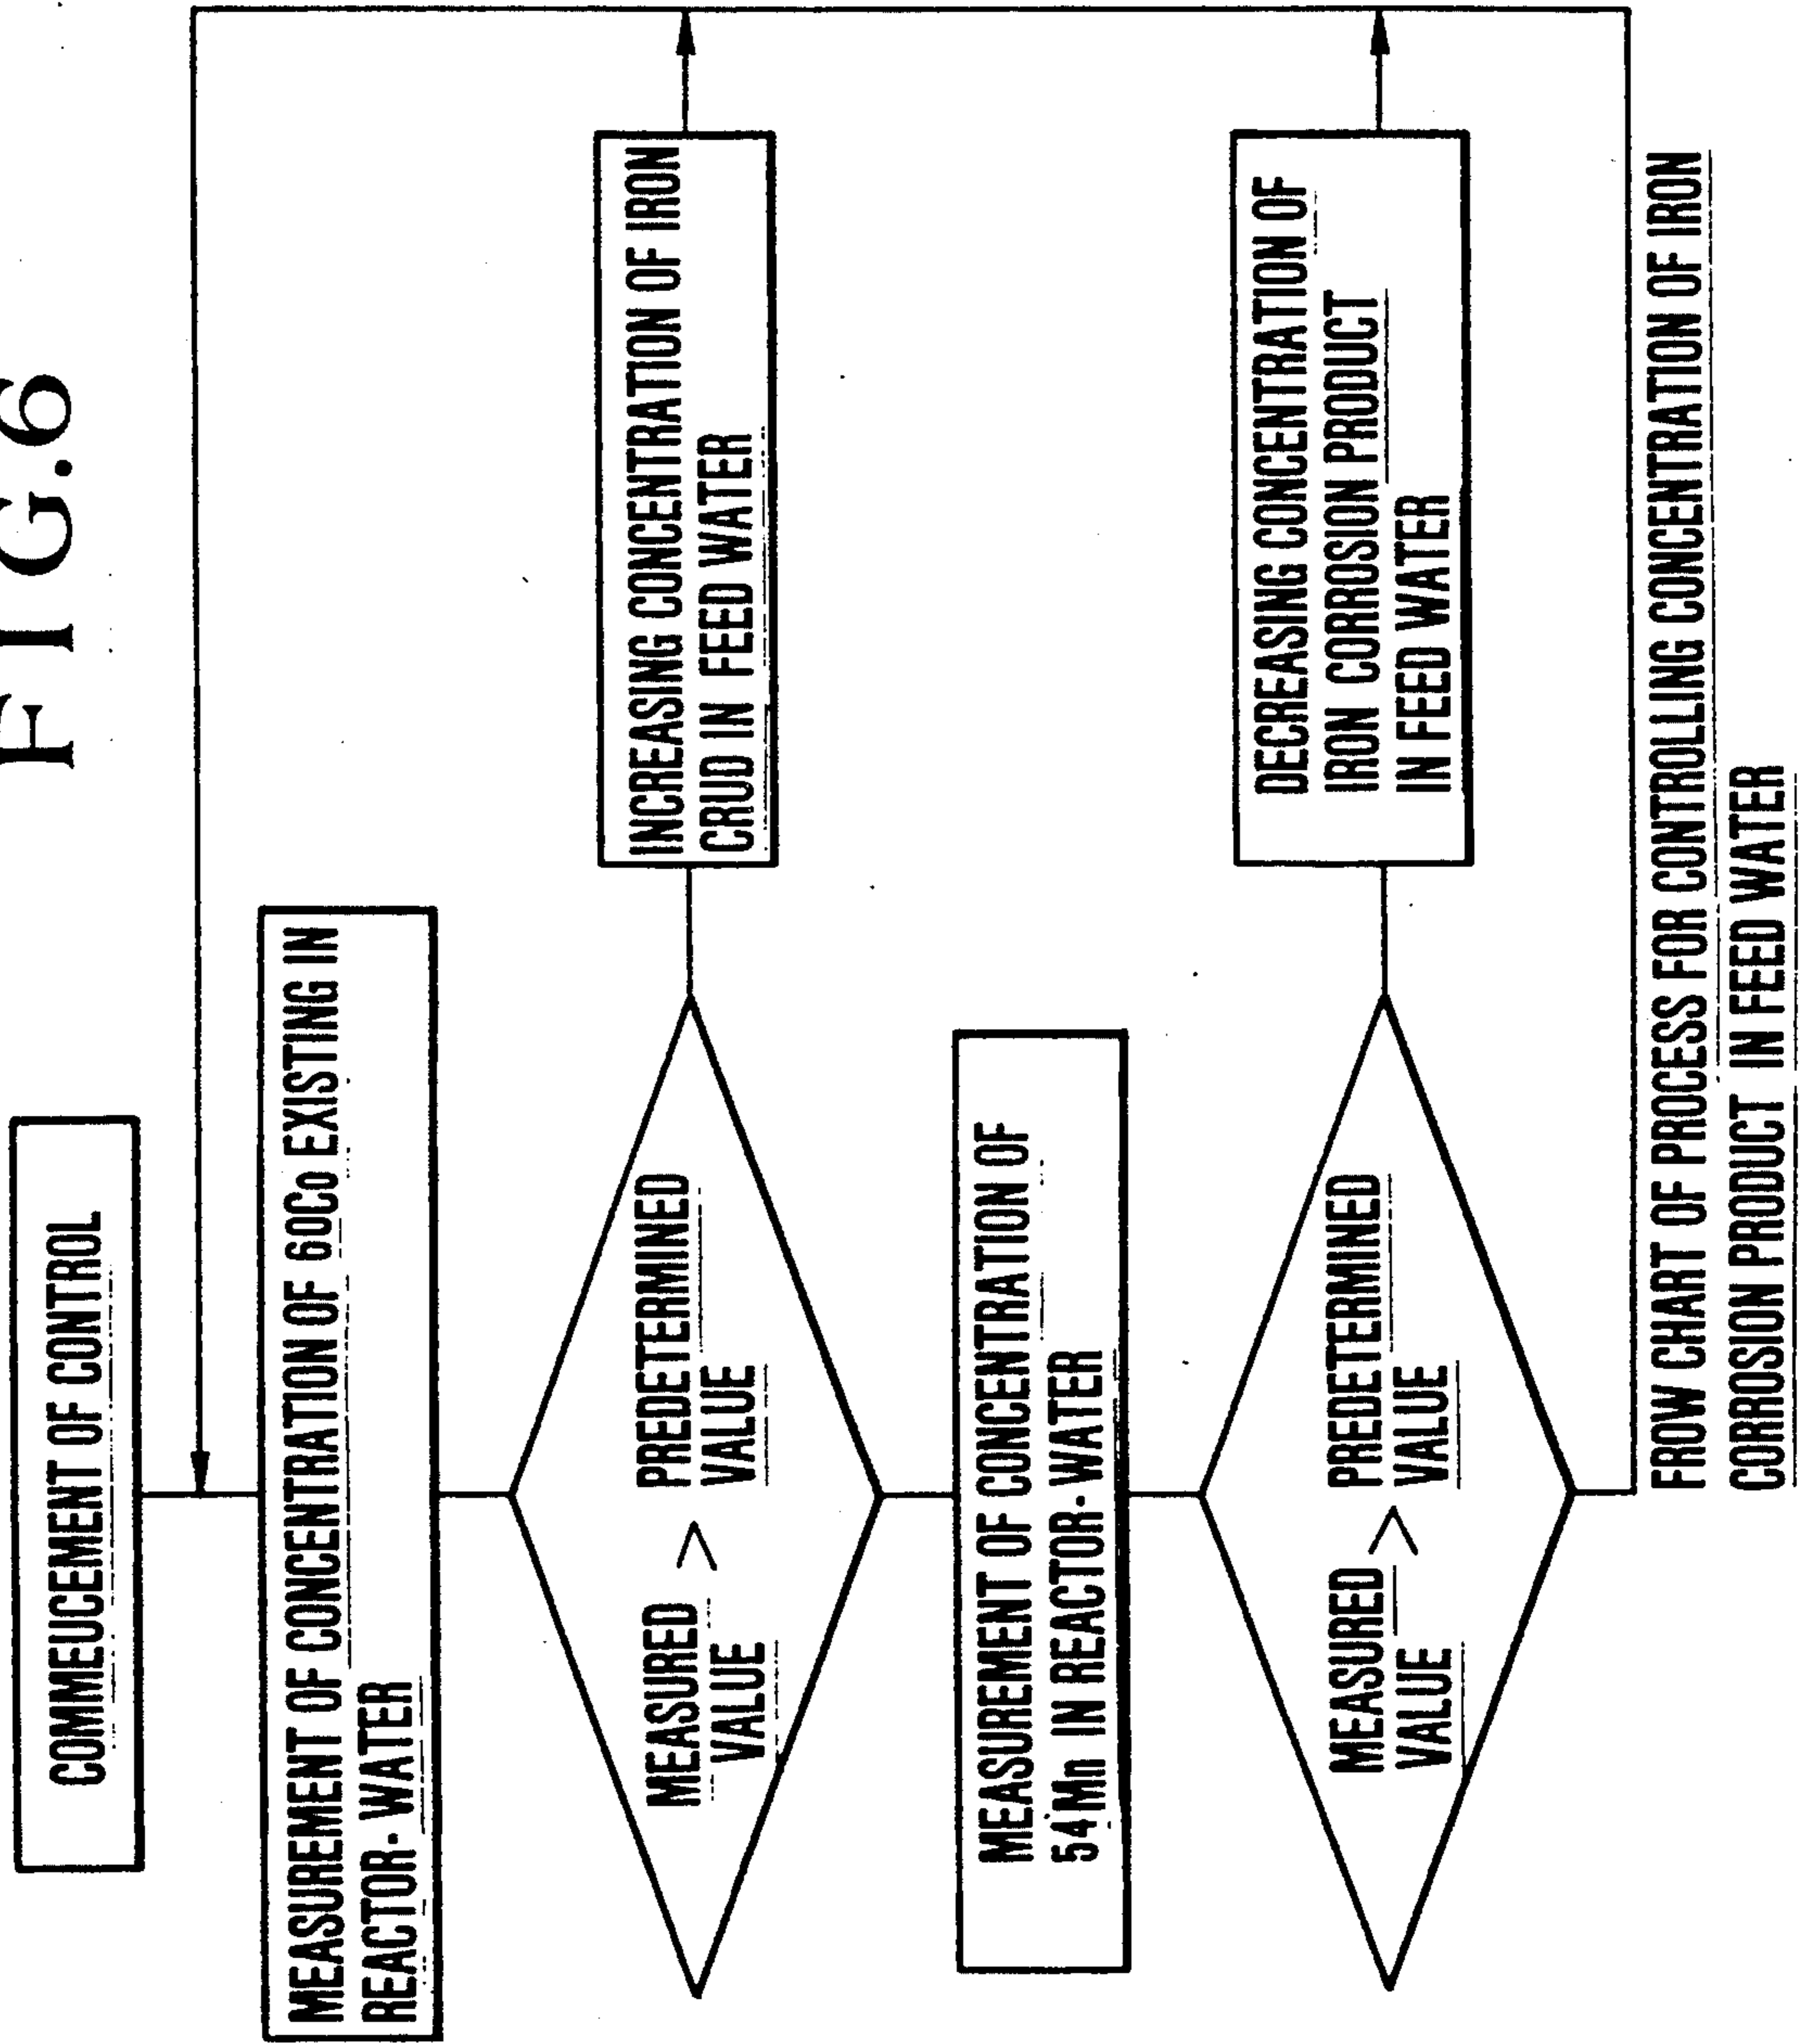 FIG.6
COMMEUCEMENT OF CONTROL
MEASUREMENT OF CONCENTRATION OF 60Co EXISTING IN
REACTOR-WATER
MEASURED > PREDETERMINED
VALUE VALUE
INCREASING CONCENTRATION OF IRON
CRUD IN FEED WATER
MEASUREMENT OF CONCENTRATION OF
54Mn IN REACTOR-WATER
MEASURED > PREDETERMINED
VALUE VALUE
DECREASING CONCENTRATION OF
IRON CORROSION PRODUCT
IN FEED WATER
FROW CHART OF PROCESS FOR CONTROLLING CONCENTRATION OF IRON
CORROSION PRODUCT IN FEED WATER